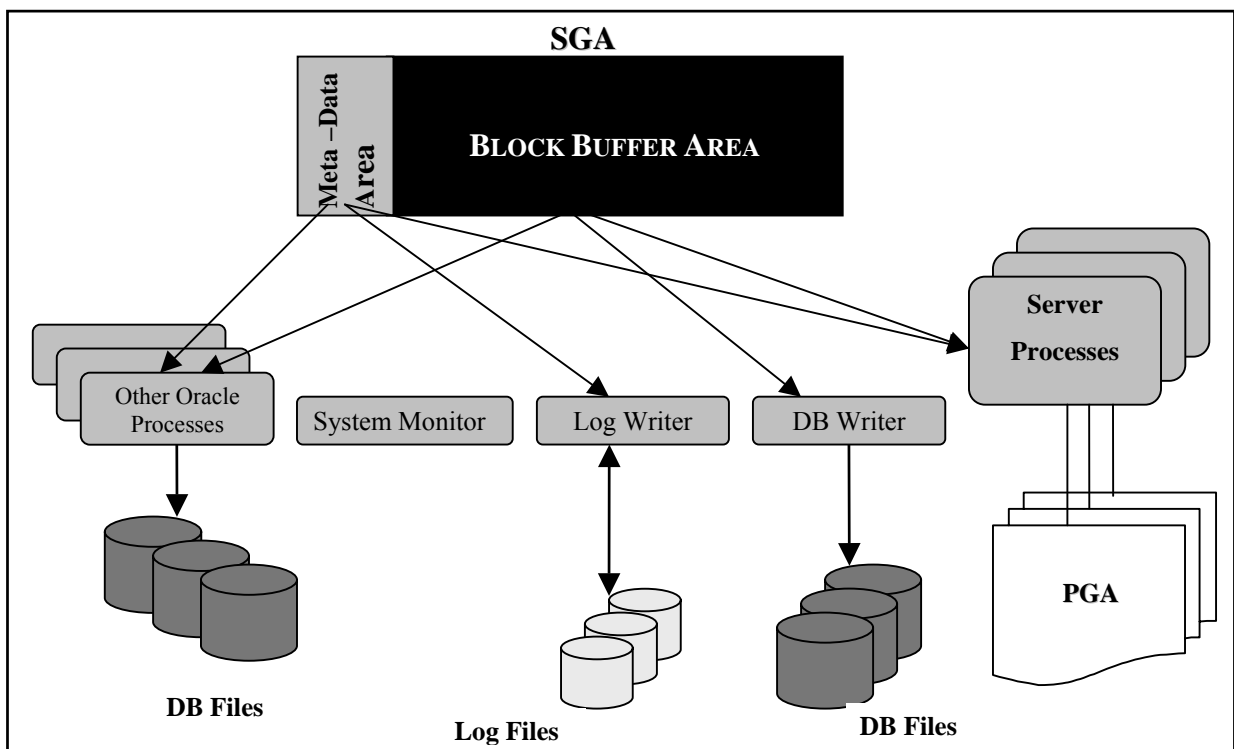 SGA
Meta –Data
Area
BLOCK BUFFER AREA
Server
Processes
Other Oracle
Processes
System Monitor
Log Writer
DB Writer
PGA
DB Files
Log Files
DB Files